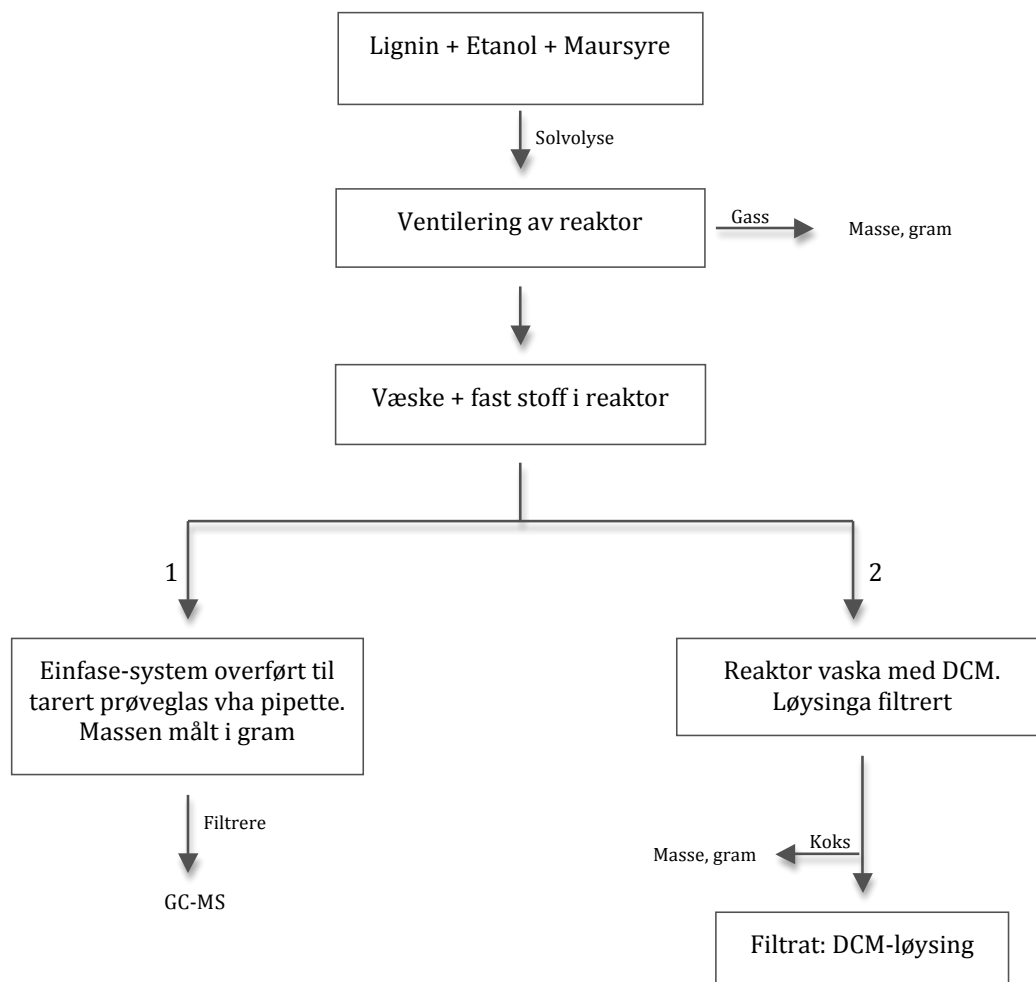 Lignin + Etanol + Maursyre
Solvolyse
Ventilering av reaktor
Gass
Masse, gram
Væske + fast stoff i reaktor
1
2
Einfase-system overført til
tarert prøveglas vha pipette.
Massen målt i gram
Reaktor vaska med DCM.
Løysinga filtrert
Filtrere
Koks
Masse, gram
GC-MS
Filtrat: DCM-løysing